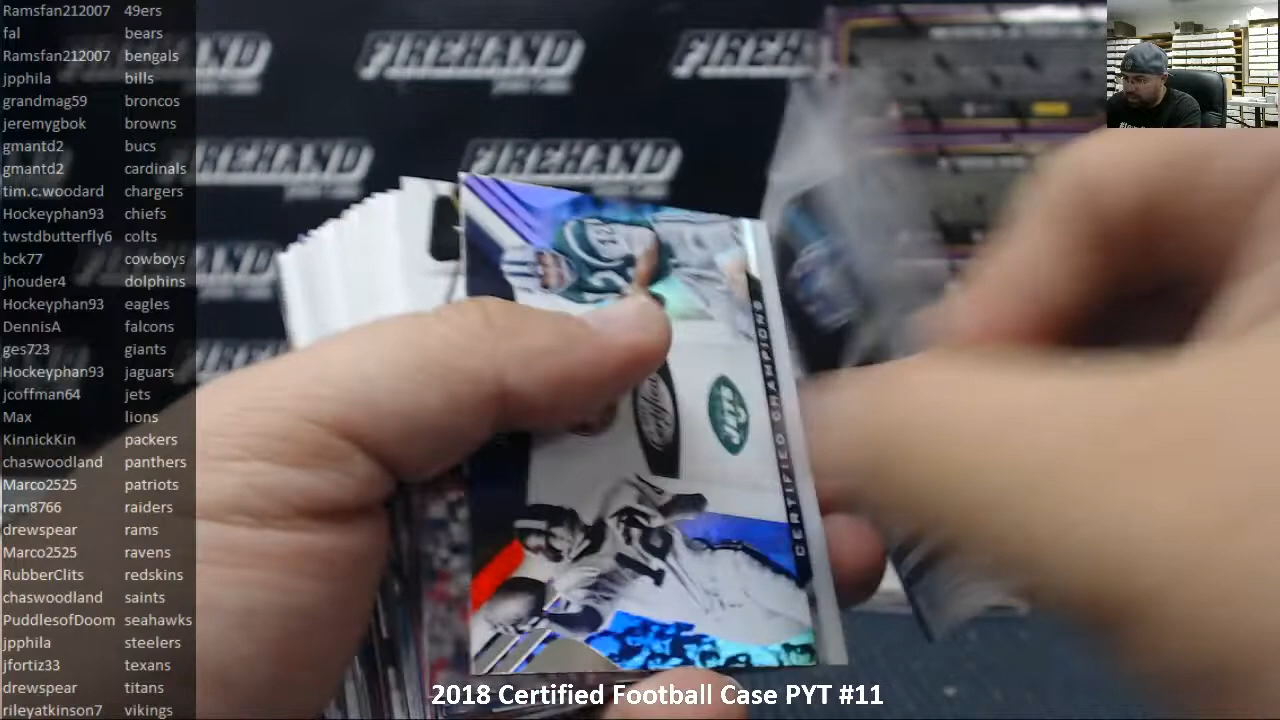 Ramsfan212007 49ers
fal bears
Ramsfan212007 bengals
jpphila bills
grandmag59 broncos
jeremygbok browns
gmantd2 bucs
gmantd2 cardinals
tim.c.woodard chargers
Hockeyphan93 chiefs
twstdbutterfly6 colts
bck77 cowboys
jhouder4 dolphins
Hockeyphan93 eagles
DennisA falcons
ges723 giants
Hockeyphan93 jaguars
jcoffman64 jets
Max lions
KinnickKin packers
chaswoodland panthers
Marco2525 patriots
ram8766 raiders
drewspear rams
Marco2525 ravens
RubberClits redskins
chaswoodland saints
PuddlesofDoom seahawks
jpphila steelers
jfortiz33 texans
drewspear titans
rileyatkinson7 vikings
FIREHAND
FIREHAND
FIREHAND
FIREHAND
CERTIFIED CHAMPIONS
Certified
JETS
12
12
2018 Certified Football Case PYT #11